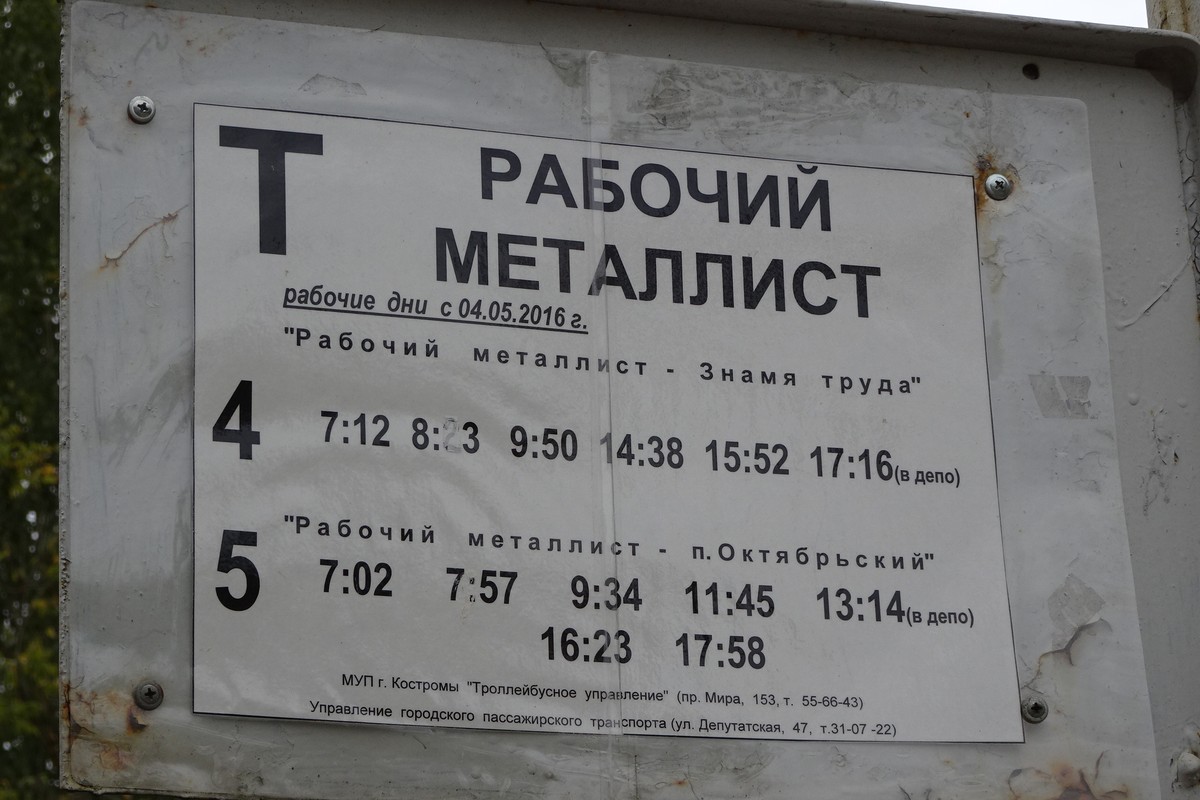 Т РАБОЧИЙ
МЕТАЛЛИСТ
рабочие дни с 04.05.2016 г.
"Рабочий металлист - Знамя труда"
4 7:12 8:23 9:50 14:38 15:52 17:16(в депо)
"Рабочий металлист - п.Октябрьский"
5 7:02 7:57 9:34 11:45 13:14(в депо)
16:23 17:58
МУП г. Костромы "Троллейбусное управление" (пр. Мира, 153, т. 55-66-43)
Управление городского пассажирского транспорта (ул. Депутатская, 47, т.31-07 -22)